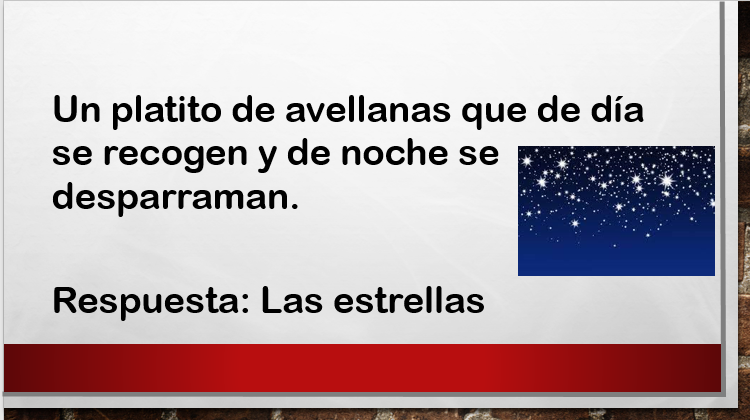 Un platito de avellanas que de día
se recogen y de noche se
desparraman.
Respuesta: Las estrellas